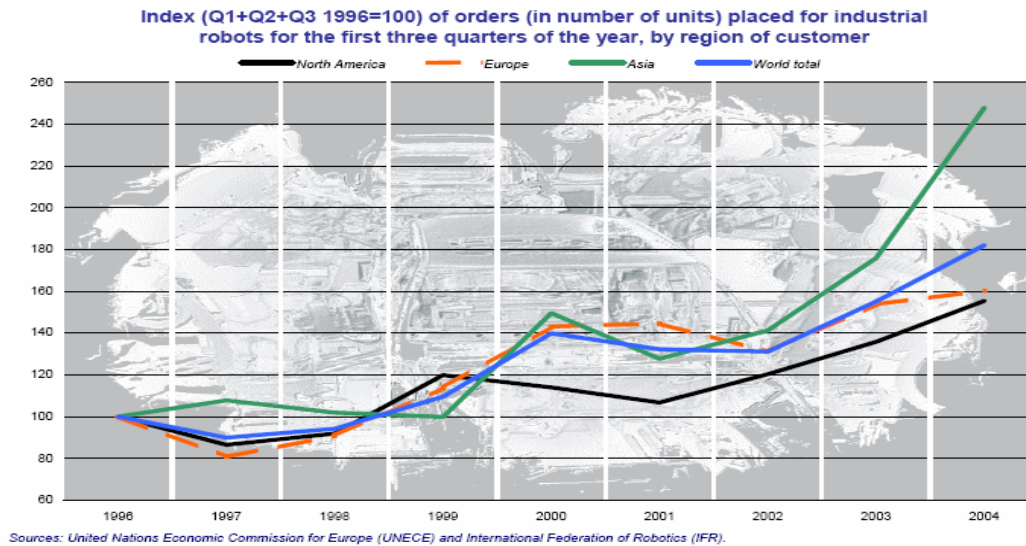 Index (Q1+Q2+Q3 1996=100) of orders (in number of units) placed for industrial
robots for the first three quarters of the year, by region of customer
North America Europe Asia World total
260
240
220
200
180
160
140
120
100
80
60
1996 1997 1998 1999 2000 2001 2002 2003 2004
Sources: United Nations Economic Commission for Europe (UNECE) and International Federation of Robotics (IFR).